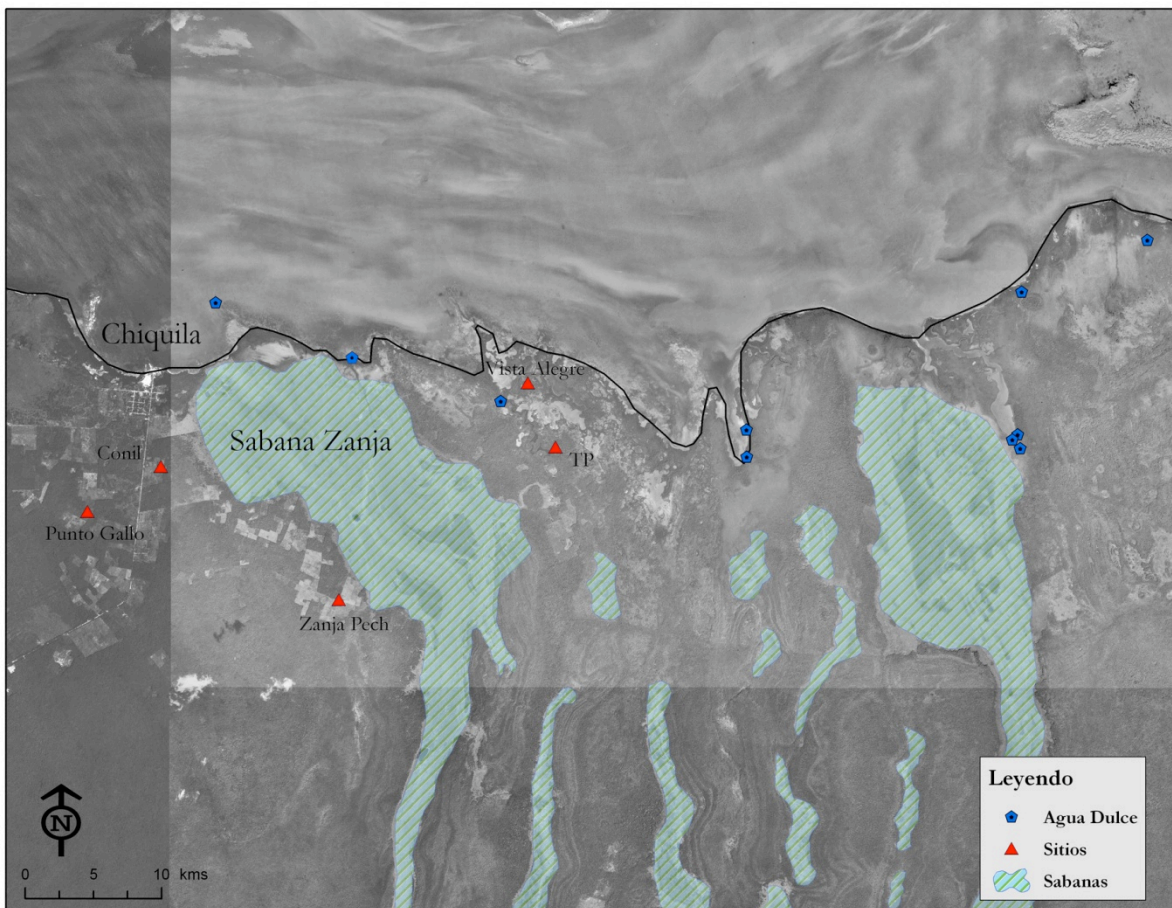 Chiquila
Vista Alegre
Sabana Zanja
TP
Conil
Punto Gallo
Zanja Pech
N
0 5 10 kms
Leyendo
Agua Dulce
Sitios
Sabanas